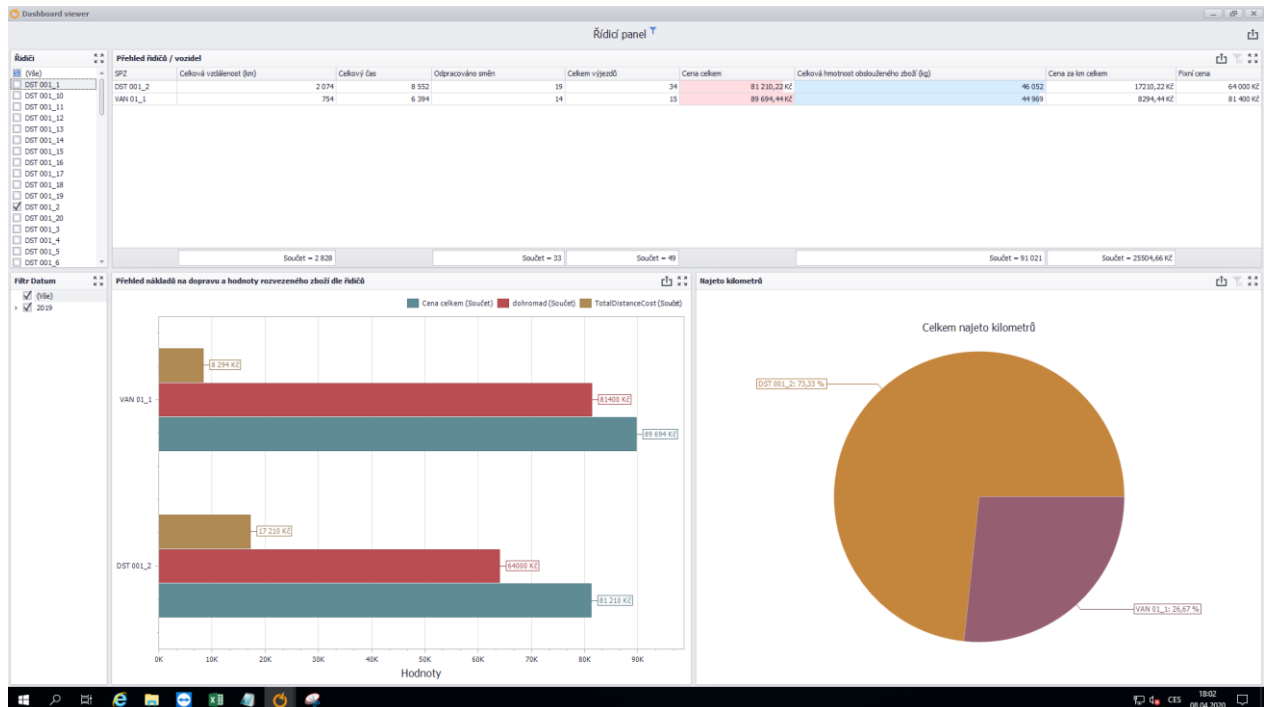 Dashboard viewer
Řídicí panel
Řidiči
(Vše)
DST 001_1
DST 001_10
DST 001_11
DST 001_12
DST 001_13
DST 001_14
DST 001_15
DST 001_16
DST 001_17
DST 001_18
DST 001_19
DST 001_2
DST 001_20
DST 001_3
DST 001_4
DST 001_5
DST 001_6
Přehled řidičů / vozidel
SPZ Celková vzdálenost (km) Celkový čas Odpracováno směn Celkem výjezdů Cena celkem Celková hmotnost obslouženého zboží (kg) Cena za km celkem Fixní cena
DST 001_2 2 074 8 552 19 34 81 210,22 Kč 46 052 17210,22 Kč 64 000 Kč
VAN 01_1 754 6 394 14 15 89 694,44 Kč 44 969 8294,44 Kč 81 400 Kč
Součet = 2 828 Součet = 33 Součet = 49 Součet = 91 021 Součet = 25504,66 Kč
Filtr Datum
(Vše)
2019
Přehled nákladů na dopravu a hodnoty rozvezeného zboží dle řidičů
Cena celkem (Součet) dohromad (Součet) TotalDistanceCost (Součet)
8 294 Kč
VAN 01_1 81400 Kč
89 694 Kč
17 210 Kč
DST 001_2 64000 Kč
81 210 Kč
0K 10K 20K 30K 40K 50K 60K 70K 80K 90K
Hodnoty
Najeto kilometrů
Celkem najeto kilometrů
DST 001_2: 73,33 %
VAN 01_1: 26,67 %
CES
18:02
08.04.2020